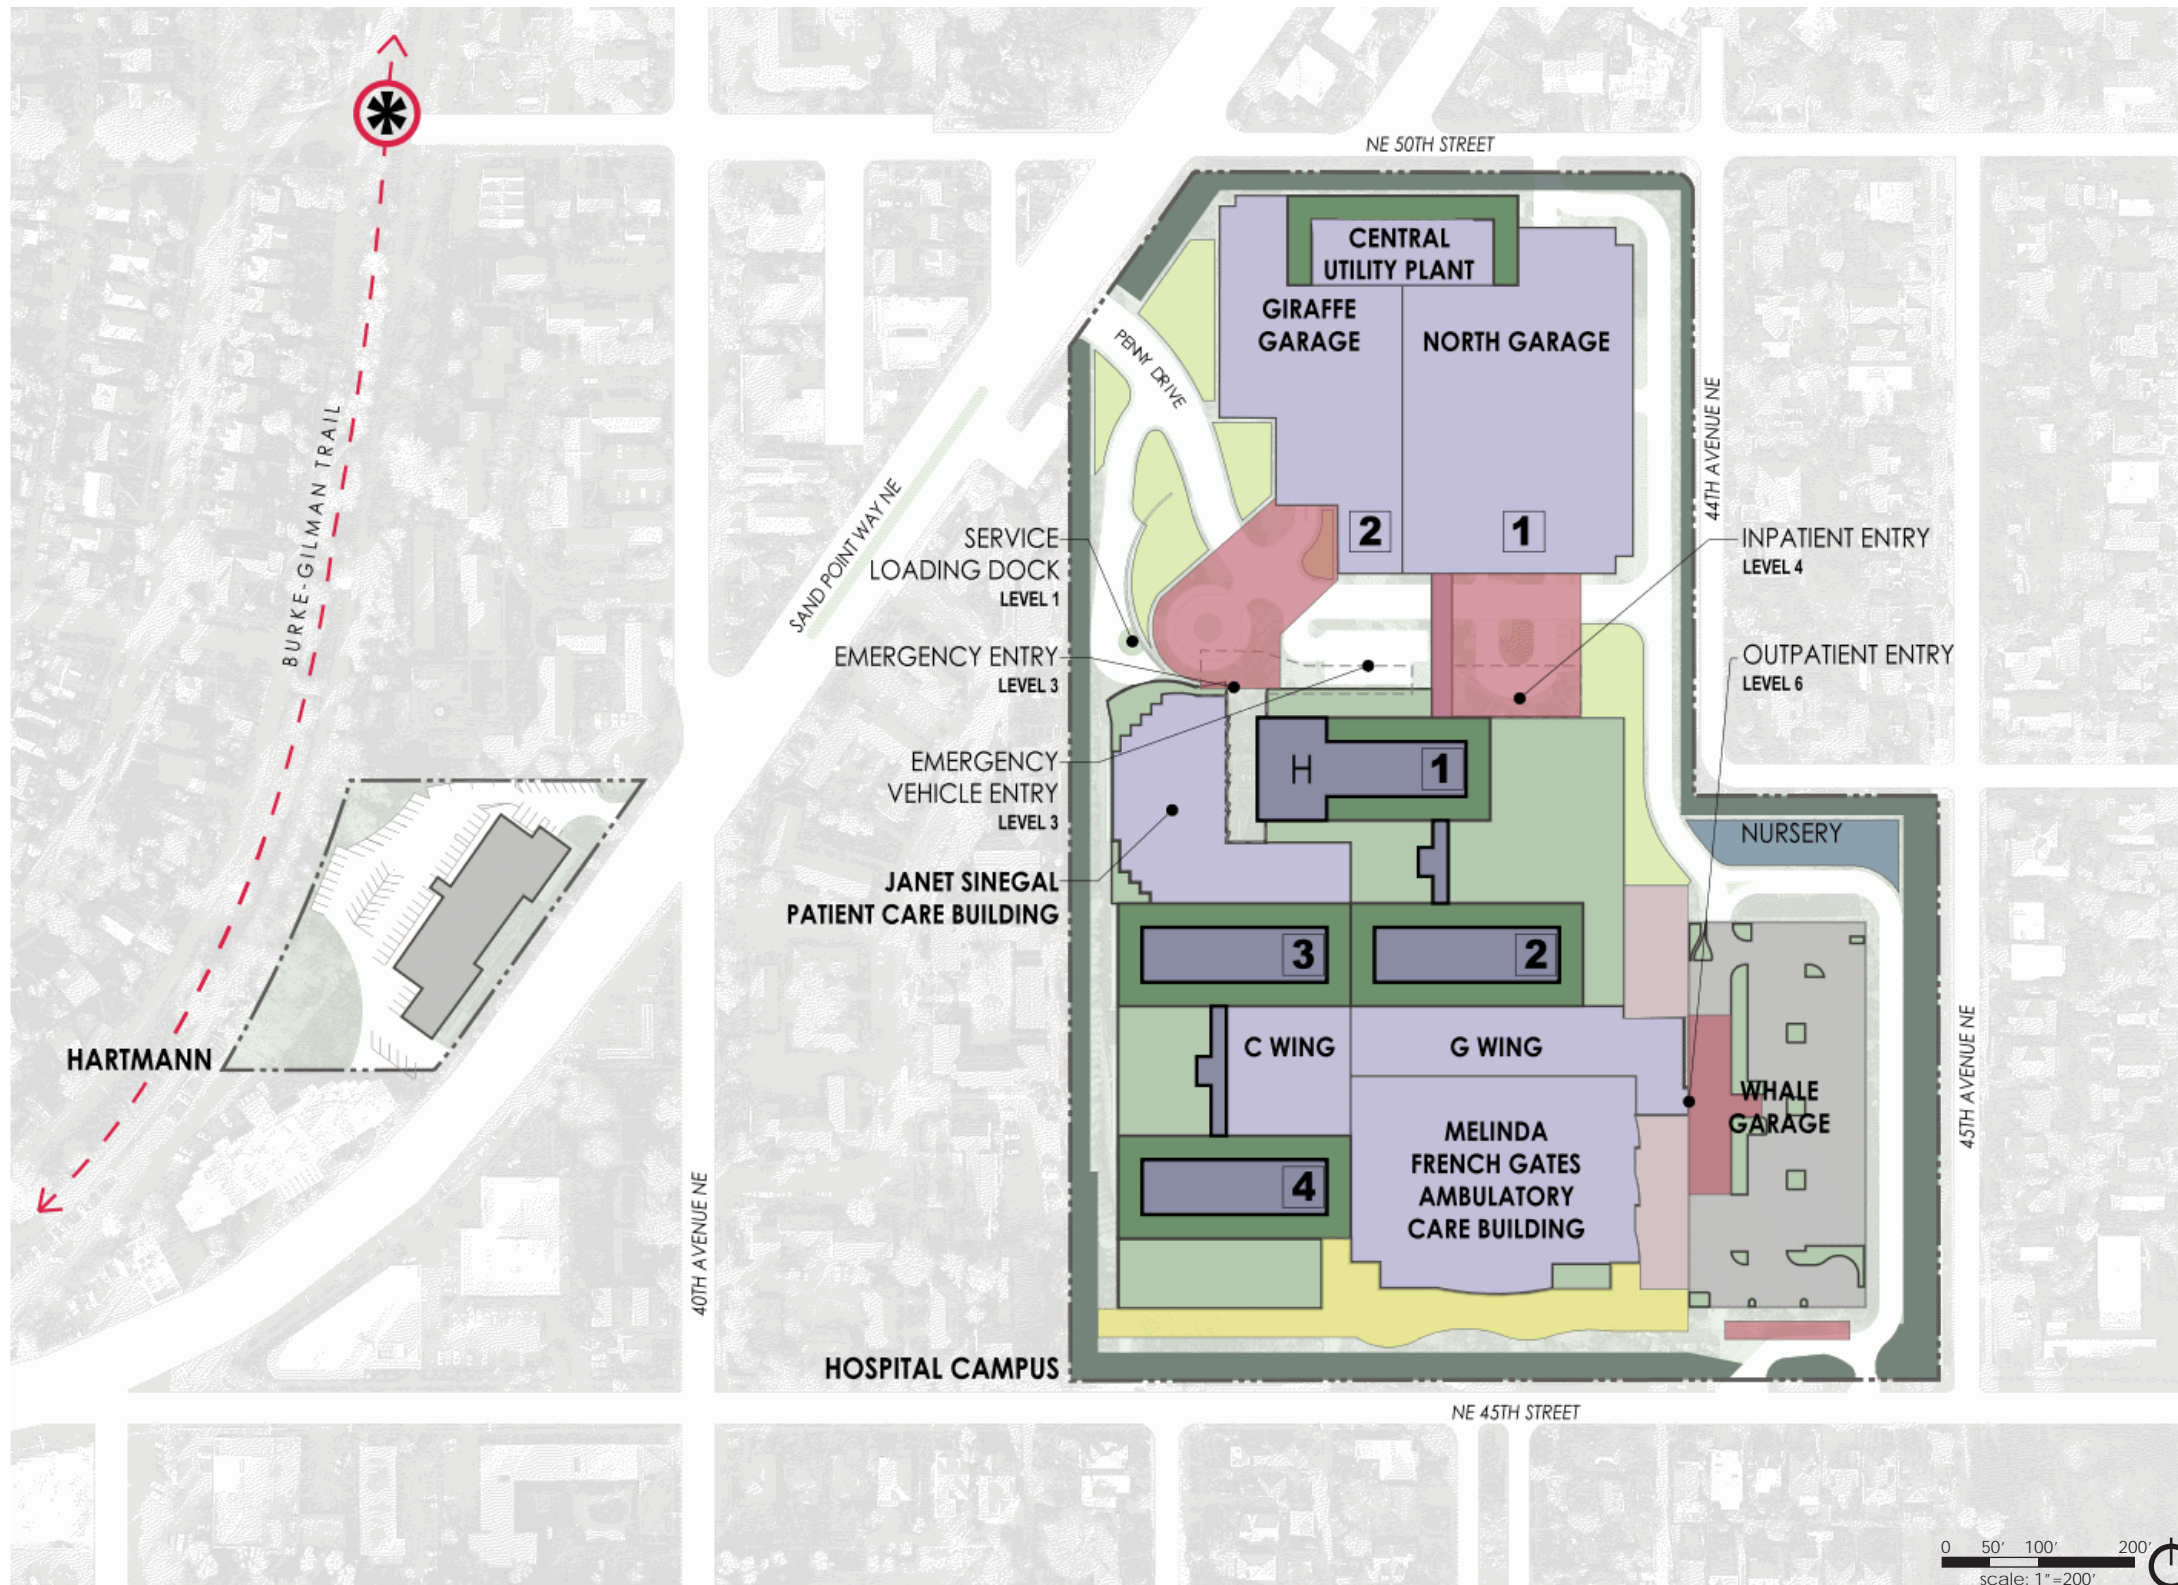 NE 50TH STREET
CENTRAL
UTILITY PLANT
GIRAFFE
GARAGE
NORTH GARAGE
PENNY DRIVE
BURKE-GILMAN TRAIL
SAND POINT WAY NE
44TH AVENUE NE
2
1
SERVICE
LOADING DOCK
LEVEL 1
INPATIENT ENTRY
LEVEL 4
EMERGENCY ENTRY
LEVEL 3
OUTPATIENT ENTRY
LEVEL 6
EMERGENCY
VEHICLE ENTRY
LEVEL 3
H
1
NURSERY
JANET SINEGAL
PATIENT CARE BUILDING
3
2
HARTMANN
C WING
G WING
WHALE
GARAGE
45TH AVENUE NE
MELINDA
FRENCH GATES
AMBULATORY
CARE BUILDING
4
40TH AVENUE NE
HOSPITAL CAMPUS
NE 45TH STREET
0 50' 100' 200'
scale: 1"=200'